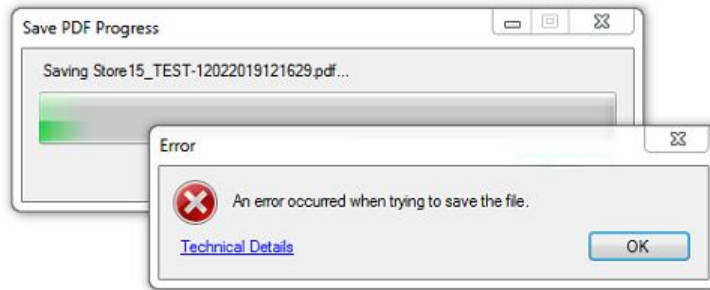 Save PDF Progress
Saving Store15_TEST-12022019121629.pdf...
Error
An error occurred when trying to save the file.
Technical Details
OK